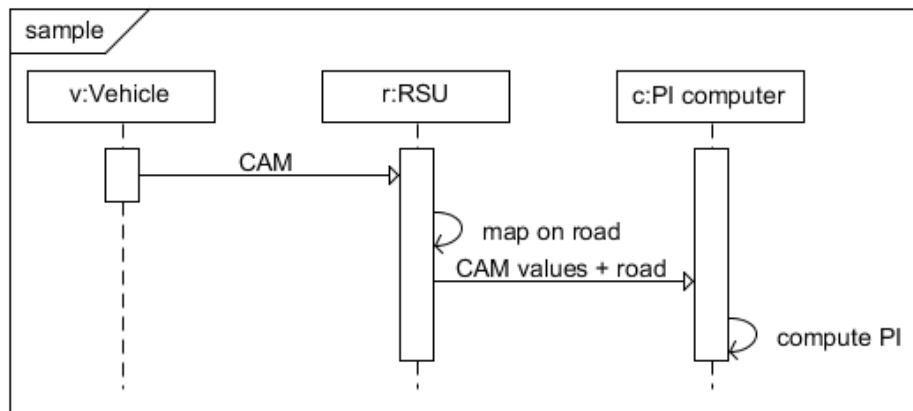 sample
v:Vehicle
r:RSU
c:PI computer
CAM
map on road
CAM values + road
compute PI